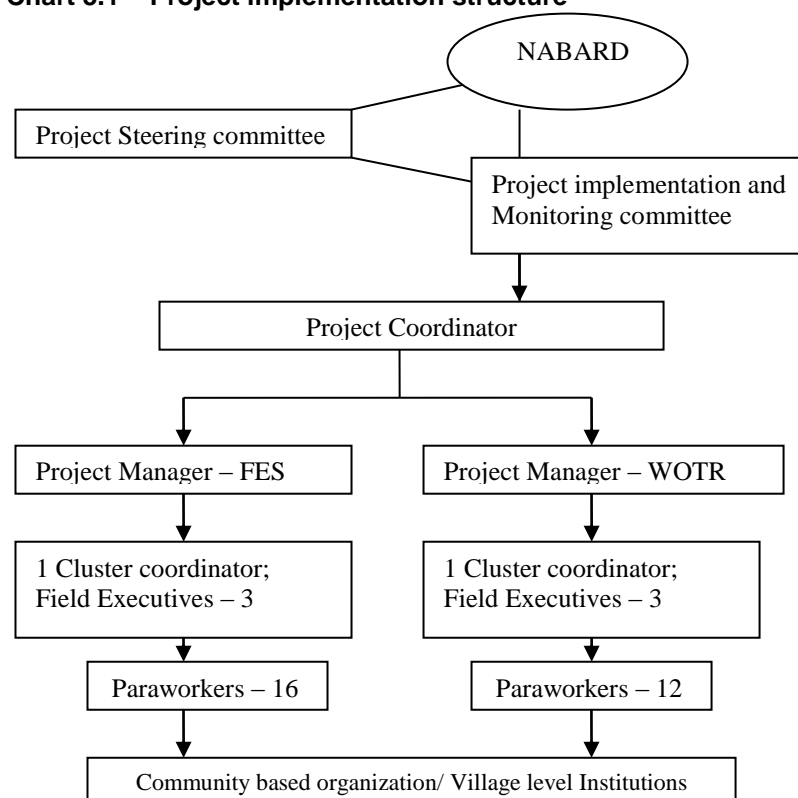 Chart 3.1 – Project implementation structure
NABARD
Project Steering committee
Project implementation and
Monitoring committee
Project Coordinator
Project Manager – FES
Project Manager – WOTR
1 Cluster coordinator;
Field Executives – 3
1 Cluster coordinator;
Field Executives – 3
Paraworkers – 16
Paraworkers – 12
Community based organization/ Village level Institutions